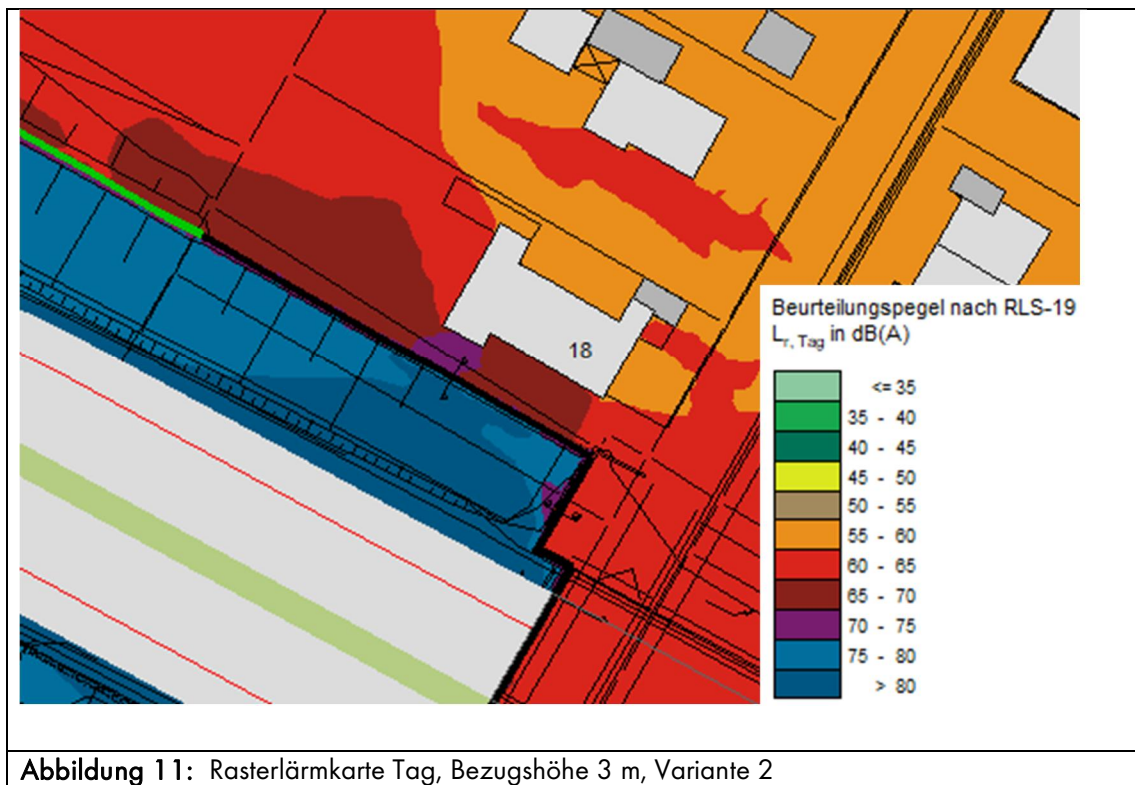 18
Beurteilungspegel nach RLS-19
Lr, Tag in dB(A)
<= 35
35 - 40
40 - 45
45 - 50
50 - 55
55 - 60
60 - 65
65 - 70
70 - 75
75 - 80
> 80
Abbildung 11: Rasterlärmkarte Tag, Bezugshöhe 3 m, Variante 2